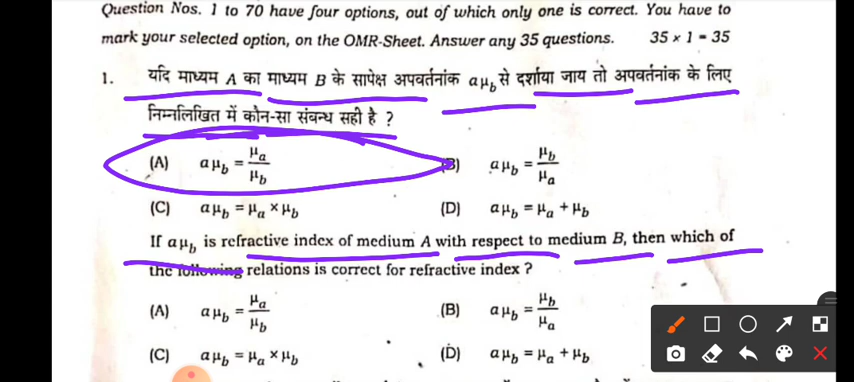 Question Nos. 1 to 70 have four options, out of which only one is correct. You have to
mark your selected option, on the OMR-Sheet. Answer any 35 questions. 35 × 1 = 35
1. यदि माध्यम A का माध्यम B के सापेक्ष अपवर्तनांक aμb से दर्शाया जाय तो अपवर्तनांक के लिए
निम्नलिखित में कौन-सा संबन्ध सही है ?
(A) aμb = μa/μb (B) aμb = μb/μa
(C) aμb = μa × μb (D) aμb = μa + μb
If aμb is refractive index of medium A with respect to medium B, then which of
the following relations is correct for refractive index ?
(A) aμb = μa/μb (B) aμb = μb/μa
(C) aμb = μa × μb (D) aμb = μa + μb